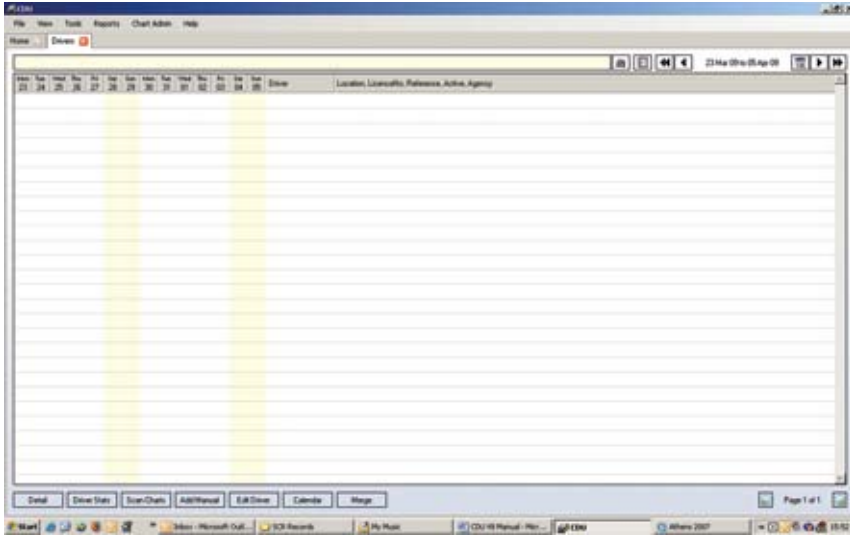 CDU
File View Tools Reports Chart Admin Help
Home Drivers
23 Mar 09 to 05 Apr 09
Mon Tue Wed Thu Fri Sat Sun Mon Tue Wed Thu Fri Sat Sun
23 24 25 26 27 28 29 30 31 01 02 03 04 05
Driver
Location, LicenceNo, Reference, Active, Agency
Detail Driver Stats Scan Charts Add Manual Edit Driver Calendar Merge
Page 1 of 1
Start Inbox - Microsoft Outl... SCR Records My Music CDU V8 Manual - Micr... CDU Athens 2007 15:52